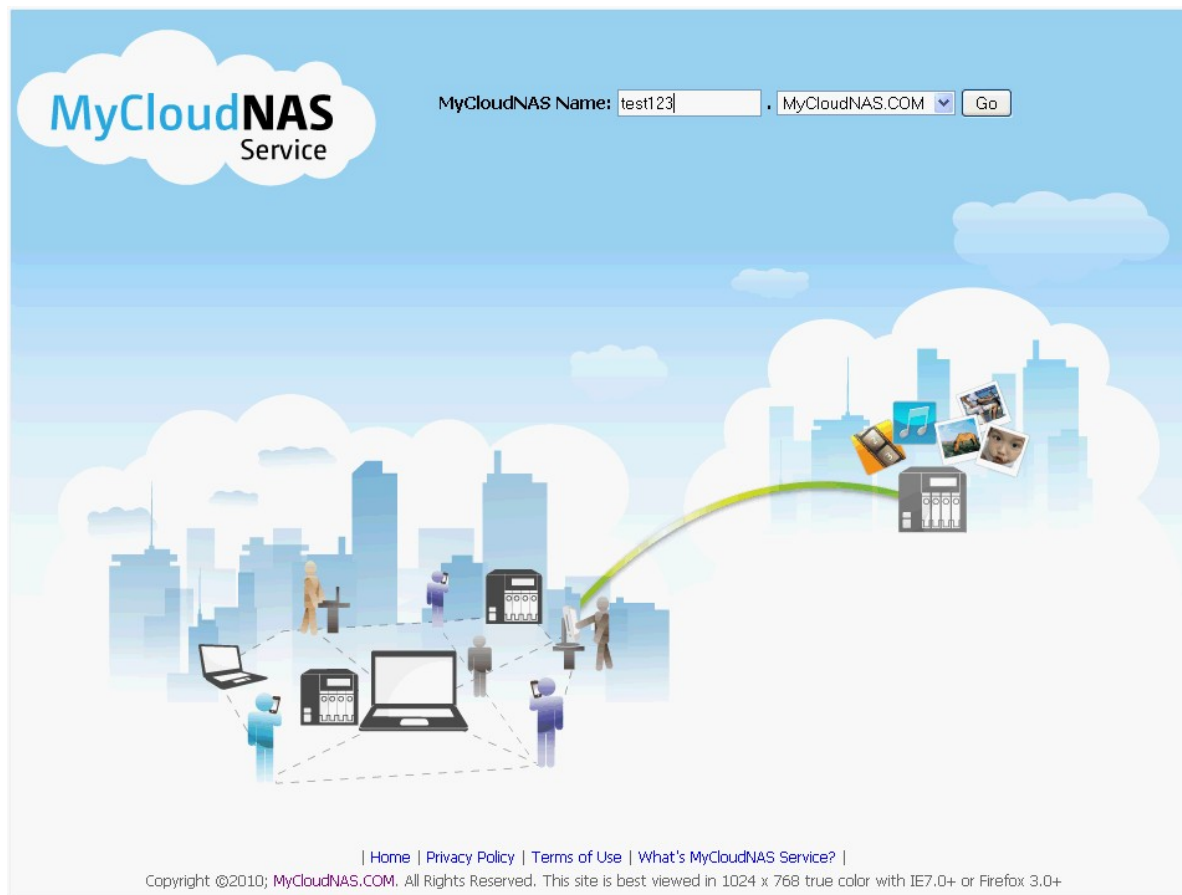 MyCloudNAS
Service
MyCloudNAS Name: test123 . MyCloudNAS.COM Go
| Home | Privacy Policy | Terms of Use | What's MyCloudNAS Service? |
Copyright ©2010; MyCloudNAS.COM. All Rights Reserved. This site is best viewed in 1024 x 768 true color with IE7.0+ or Firefox 3.0+